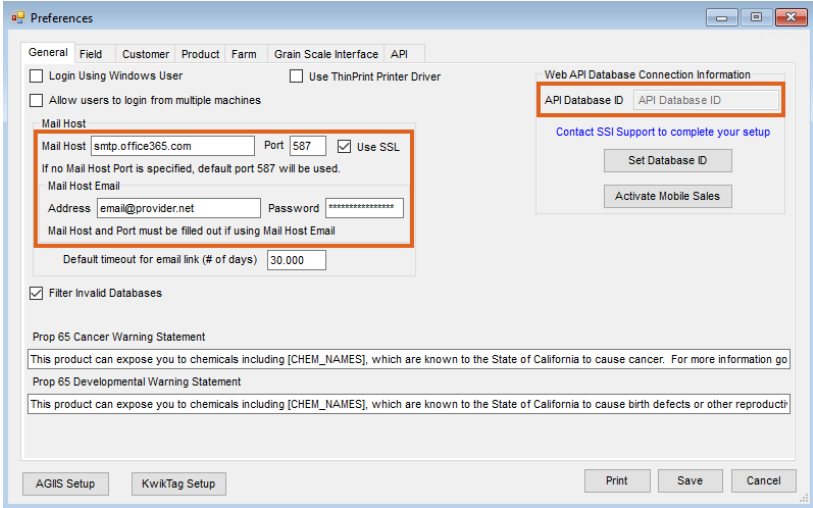 Preferences
General Field Customer Product Farm Grain Scale Interface API
Login Using Windows User
Use ThinPrint Printer Driver
Allow users to login from multiple machines
Mail Host
Mail Host smtp.office365.com Port 587 Use SSL
If no Mail Host Port is specified, default port 587 will be used.
Mail Host Email
Address email@provider.net Password ****************
Mail Host and Port must be filled out if using Mail Host Email
Default timeout for email link (# of days) 30.000
Filter Invalid Databases
Web API Database Connection Information
API Database ID API Database ID
Contact SSI Support to complete your setup
Set Database ID
Activate Mobile Sales
Prop 65 Cancer Warning Statement
This product can expose you to chemicals including [CHEM_NAMES], which are known to the State of California to cause cancer. For more information go
Prop 65 Developmental Warning Statement
This product can expose you to chemicals including [CHEM_NAMES], which are known to the State of California to cause birth defects or other reproducti
AGIIS Setup KwikTag Setup Print Save Cancel